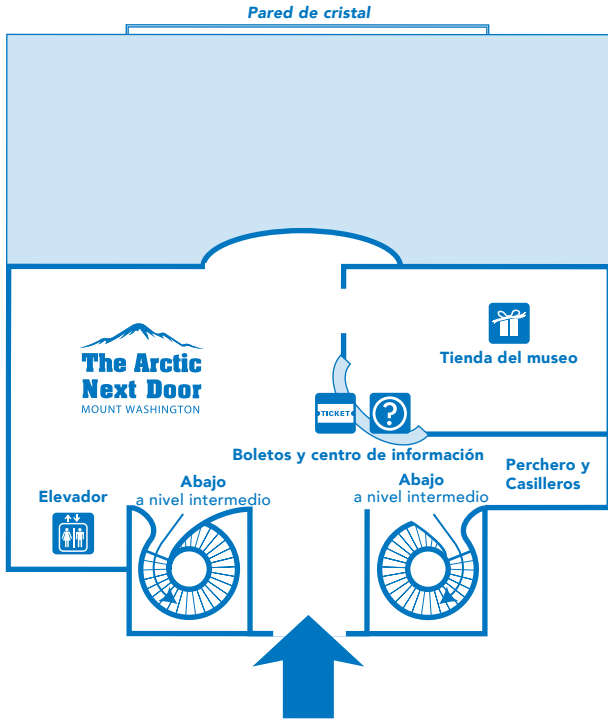 Pared de cristal
The Arctic
Next Door
MOUNT WASHINGTON
Tienda del museo
TICKET
?
Boletos y centro de información
Perchero y
Casilleros
Elevador
Abajo
a nivel intermedio
Abajo
a nivel intermedio